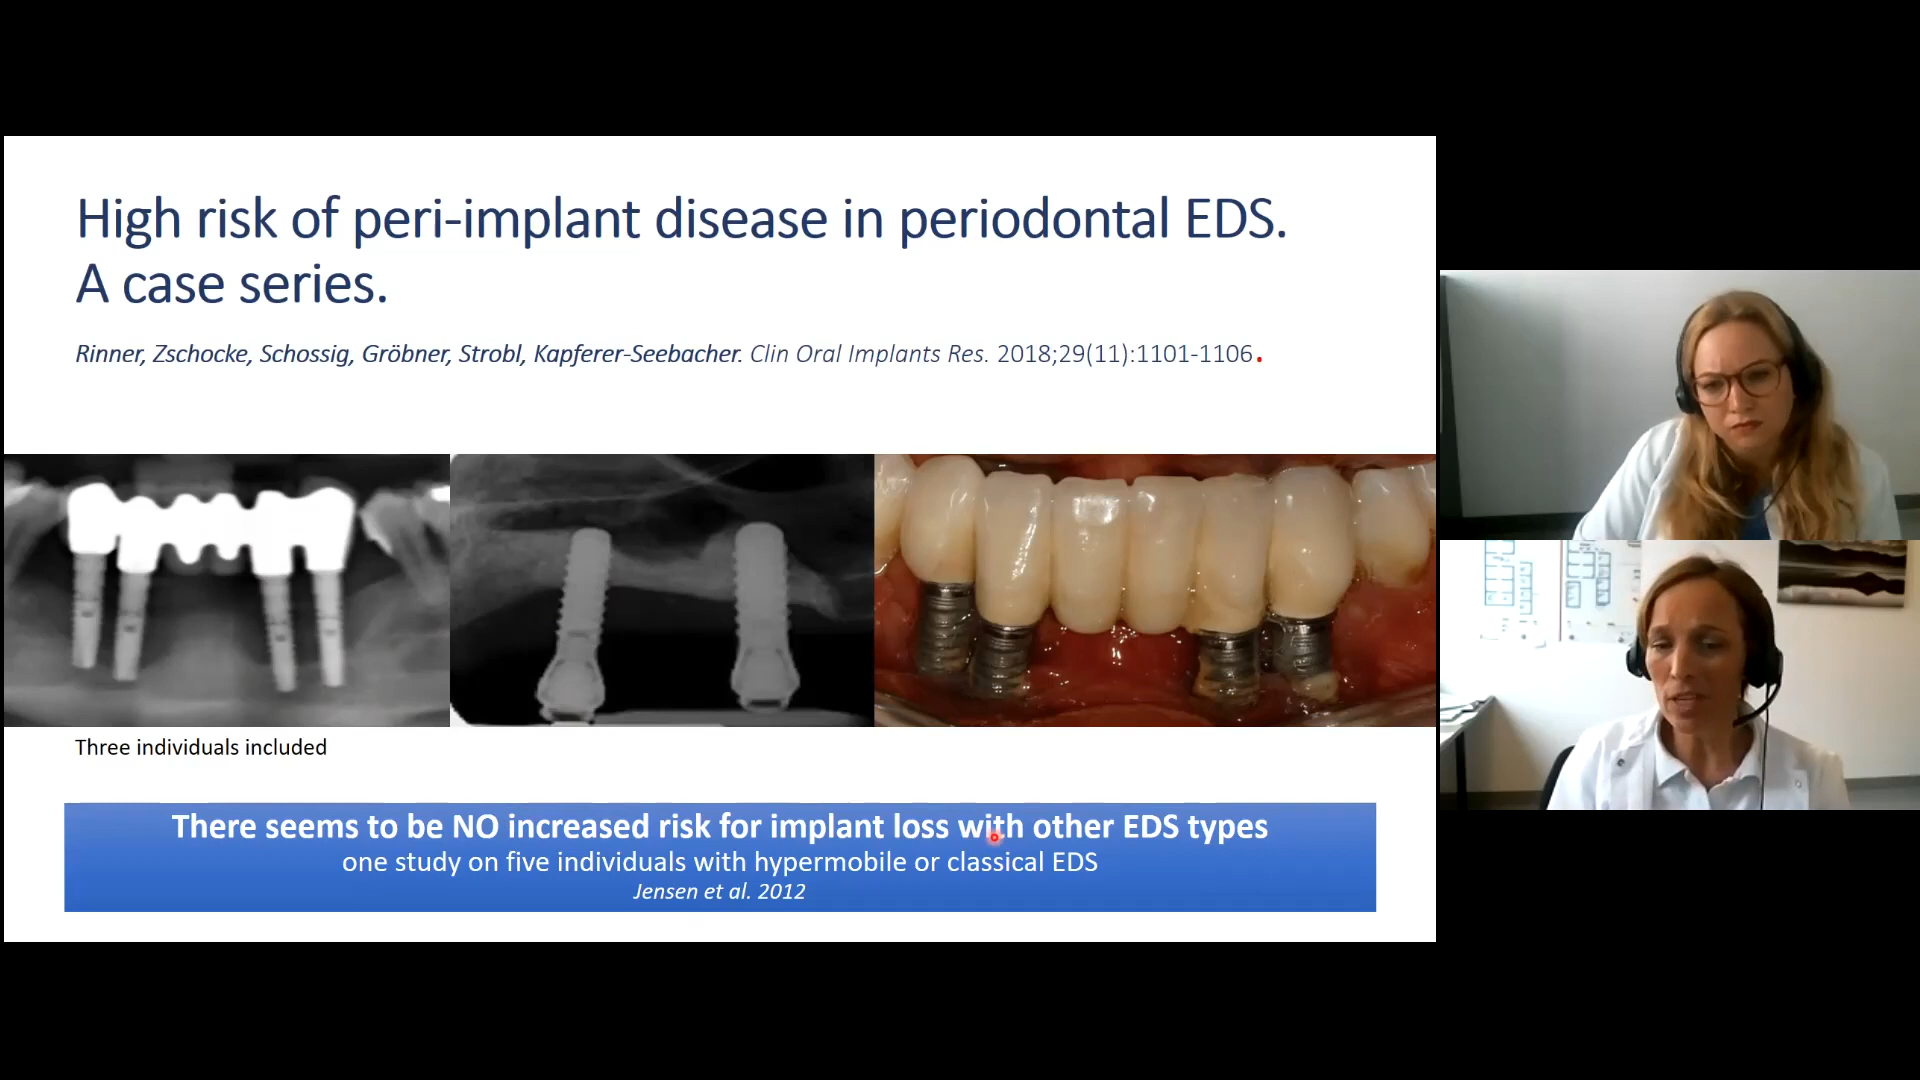 High risk of peri-implant disease in periodontal EDS.
A case series.
Rinner, Zschocke, Schossig, Gröbner, Strobl, Kapferer-Seebacher. Clin Oral Implants Res. 2018;29(11):1101-1106.
Three individuals included
There seems to be NO increased risk for implant loss with other EDS types
one study on five individuals with hypermobile or classical EDS
Jensen et al. 2012